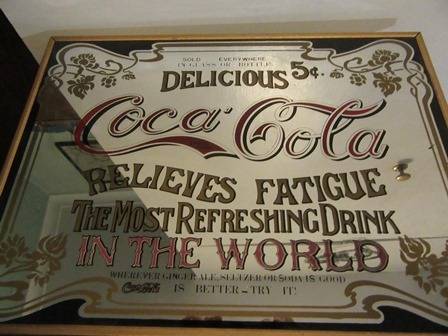 SOLD EVERYWHERE
IN GLASS OR BOTTLE
DELICIOUS 5¢.
Coca-Cola
RELIEVES FATIGUE
THE MOST REFRESHING DRINK
IN THE WORLD
WHEREVER GINGER ALE, SELTZER OR SODA IS GOOD
Coca-Cola IS BETTER - TRY IT!